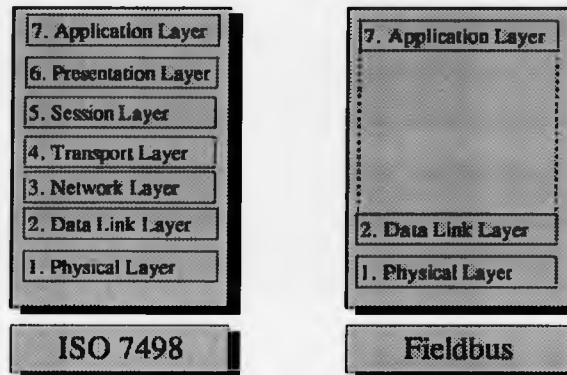 7. Application Layer
6. Presentation Layer
5. Session Layer
4. Transport Layer
3. Network Layer
2. Data Link Layer
1. Physical Layer
ISO 7498
7. Application Layer
2. Data Link Layer
1. Physical Layer
Fieldbus